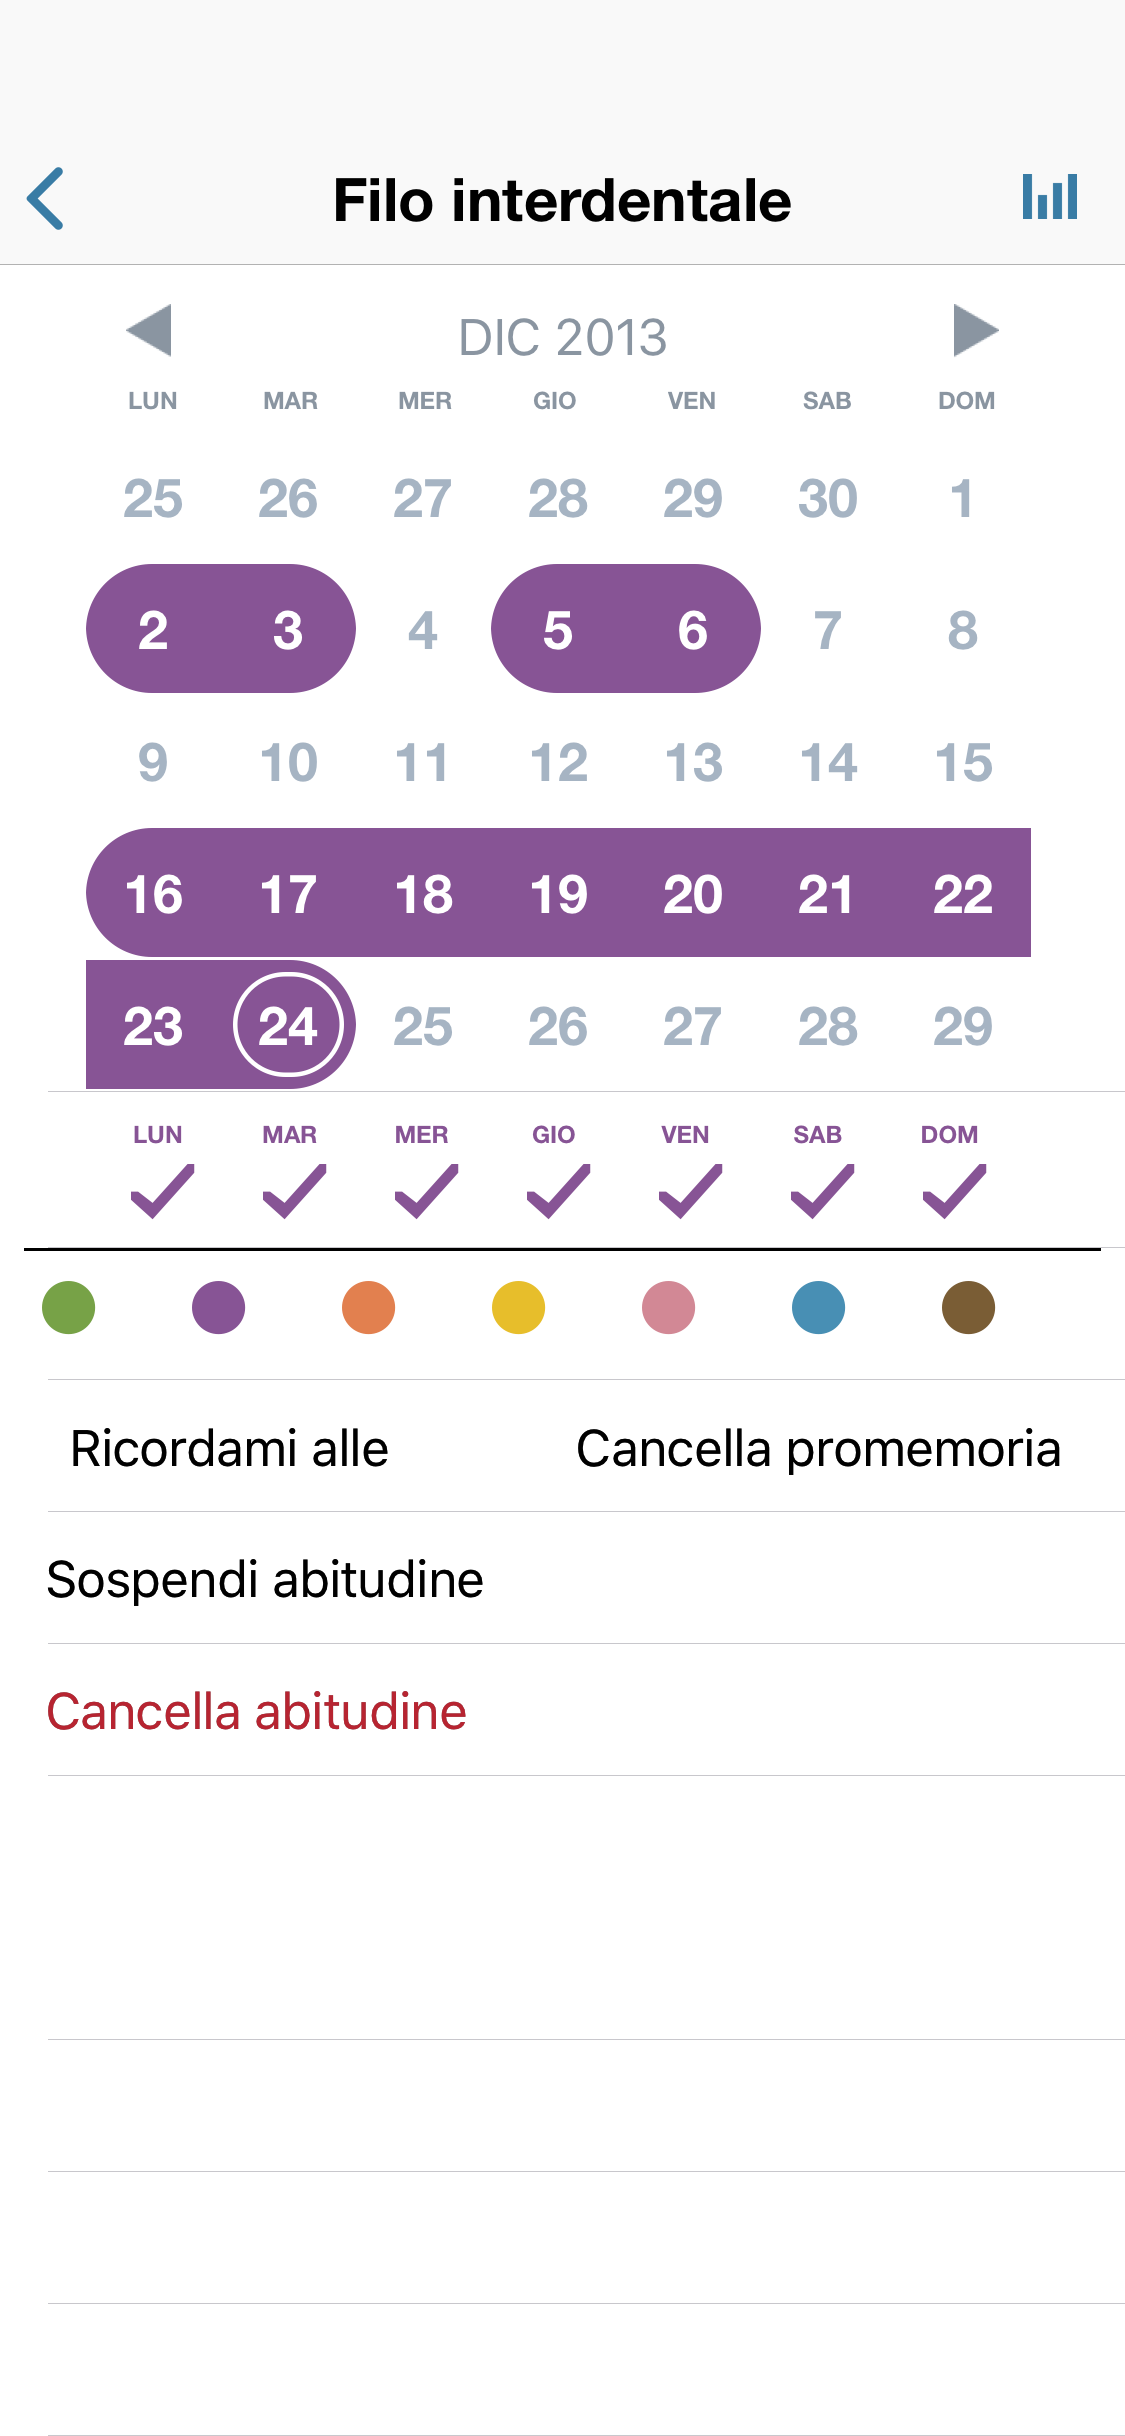 Filo interdentale
DIC 2013
LUN MAR MER GIO VEN SAB DOM
25 26 27 28 29 30 1
2 3 4 5 6 7 8
9 10 11 12 13 14 15
16 17 18 19 20 21 22
23 24 25 26 27 28 29
LUN MAR MER GIO VEN SAB DOM
Ricordami alle Cancella promemoria
Sospendi abitudine
Cancella abitudine